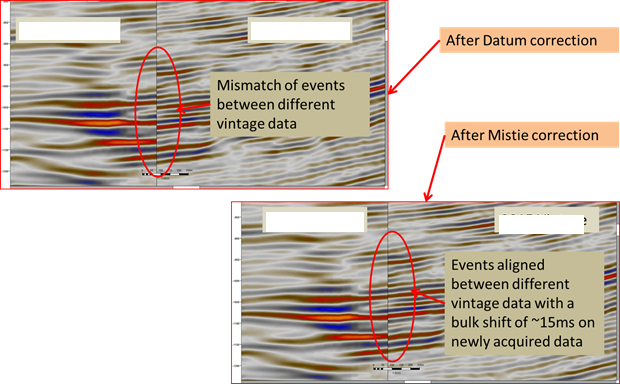 After Datum correction
Mismatch of events
between different
vintage data
After Mistie correction
Events aligned
between different
vintage data with a
bulk shift of ~15ms on
newly acquired data